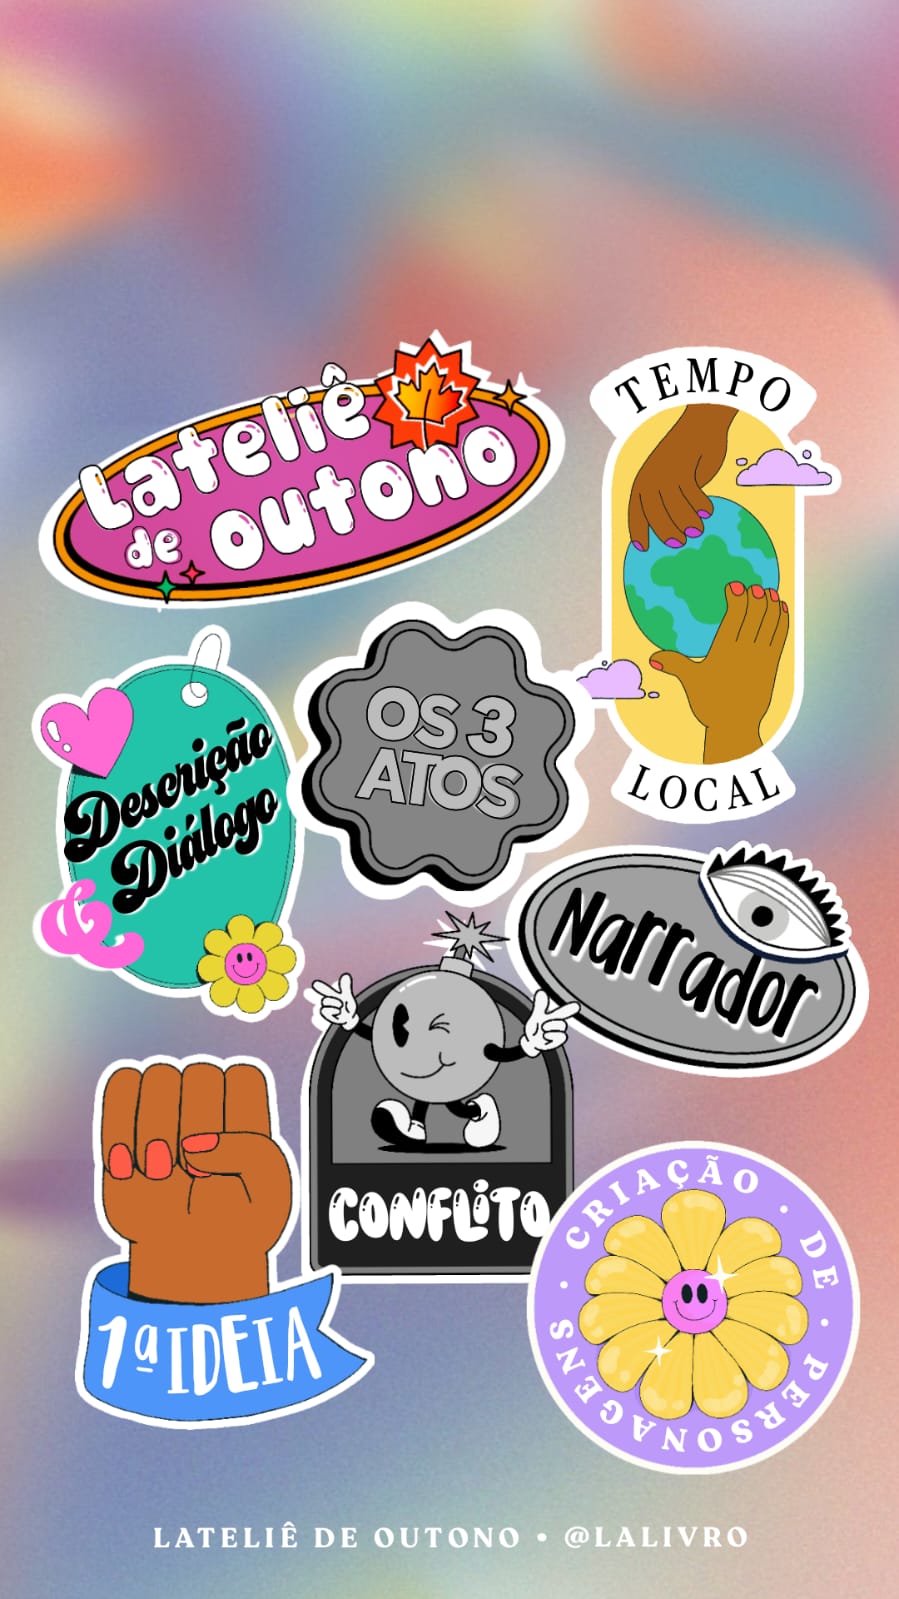 Lateliê
de outono
TEMPO
LOCAL
Descrição
Diálogo
&
OS 3
ATOS
Narrador
CONFLITO
1ª IDEIA
CRIAÇÃO • DE • PERSONAGENS •
LATELIÊ DE OUTONO • @LALIVRO